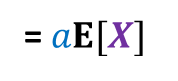 = aE[X]